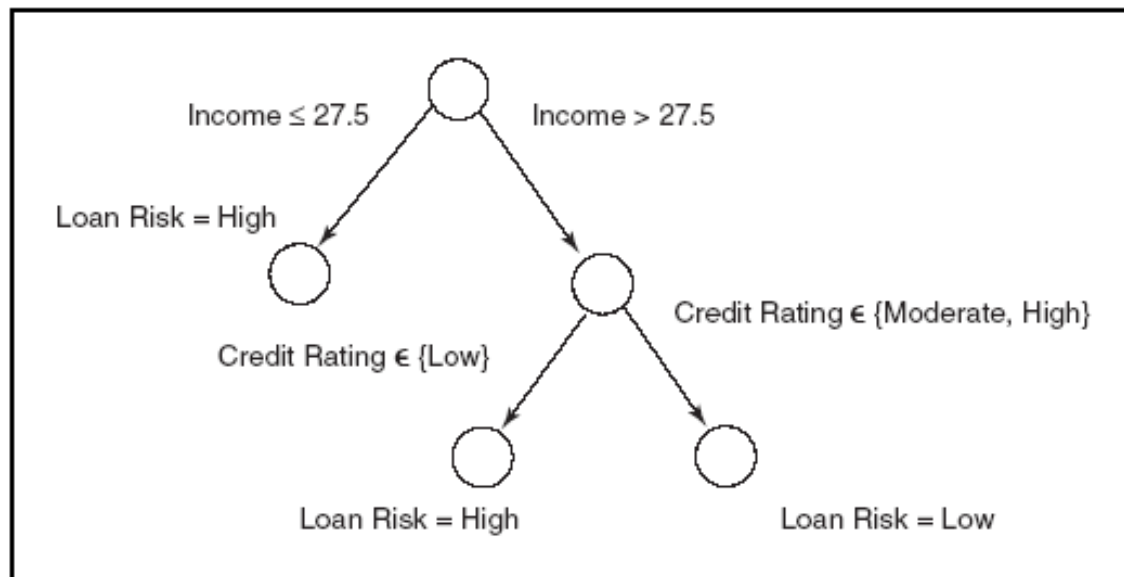 Income ≤ 27.5
Income > 27.5
Loan Risk = High
Credit Rating ϵ {Moderate, High}
Credit Rating ϵ {Low}
Loan Risk = High
Loan Risk = Low